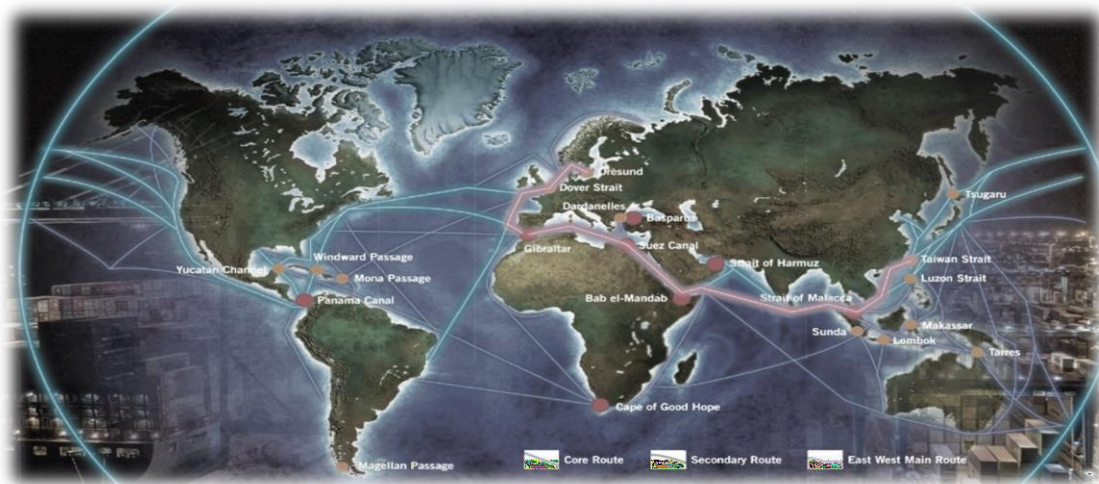 Oresund
Dover Strait
Dardanelles
Basparus
Tsugaru
Gibraltar
Suez Canal
Taiwan Strait
Windward Passage
Yucatan Channel
Strait of Harmuz
Mona Passage
Luzon Strait
Panama Canal
Bab el-Mandab
Strait of Malacca
Makassar
Sunda
Lombok
Tarres
Cape of Good Hope
Magellan Passage
Core Route
Secondary Route
East West Main Route